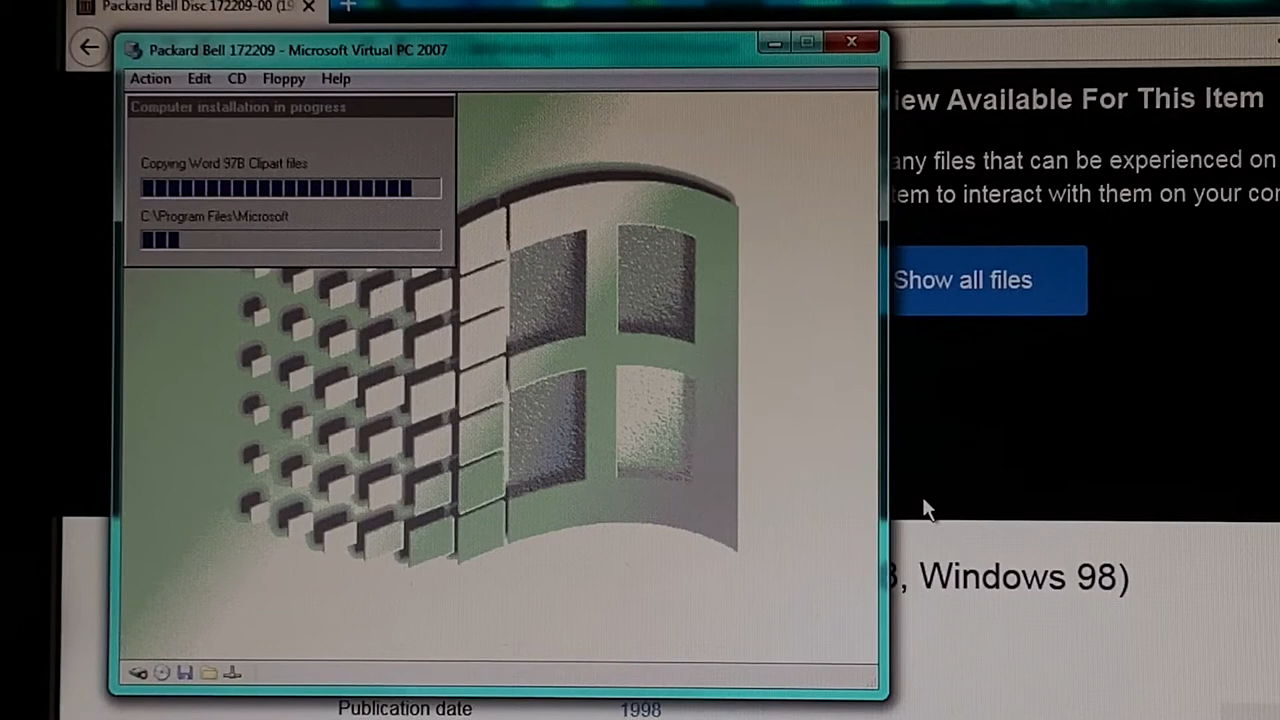 Packard Bell Disc 172209-00 (19
Packard Bell 172209 - Microsoft Virtual PC 2007
Action Edit CD Floppy Help
Computer installation in progress
Copying Word 97B Clipart files
C:\Program Files\Microsoft
iew Available For This Item
any files that can be experienced on
tem to interact with them on your co
Show all files
, Windows 98)
Publication date 1998